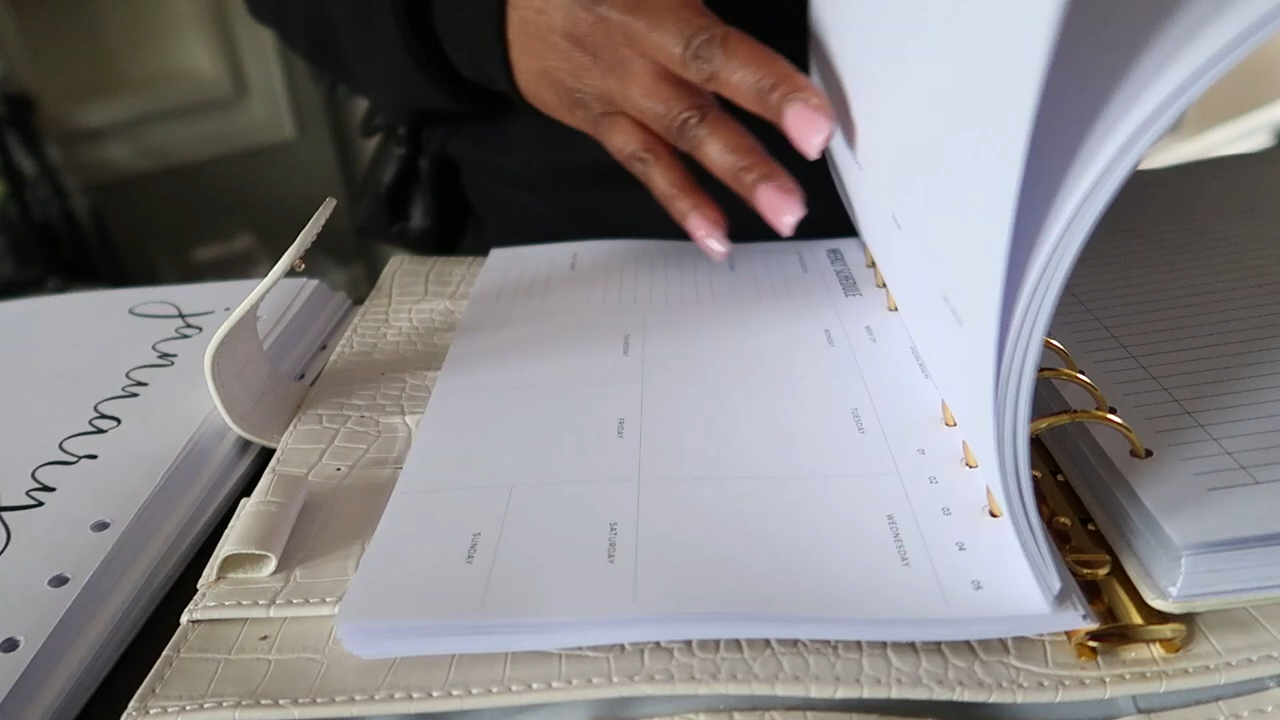 January
WEEKLY SCHEDULE
WEEK OF
MONDAY
TUESDAY
WEDNESDAY
THURSDAY
FRIDAY
SATURDAY
SUNDAY
01
02
03
04
05